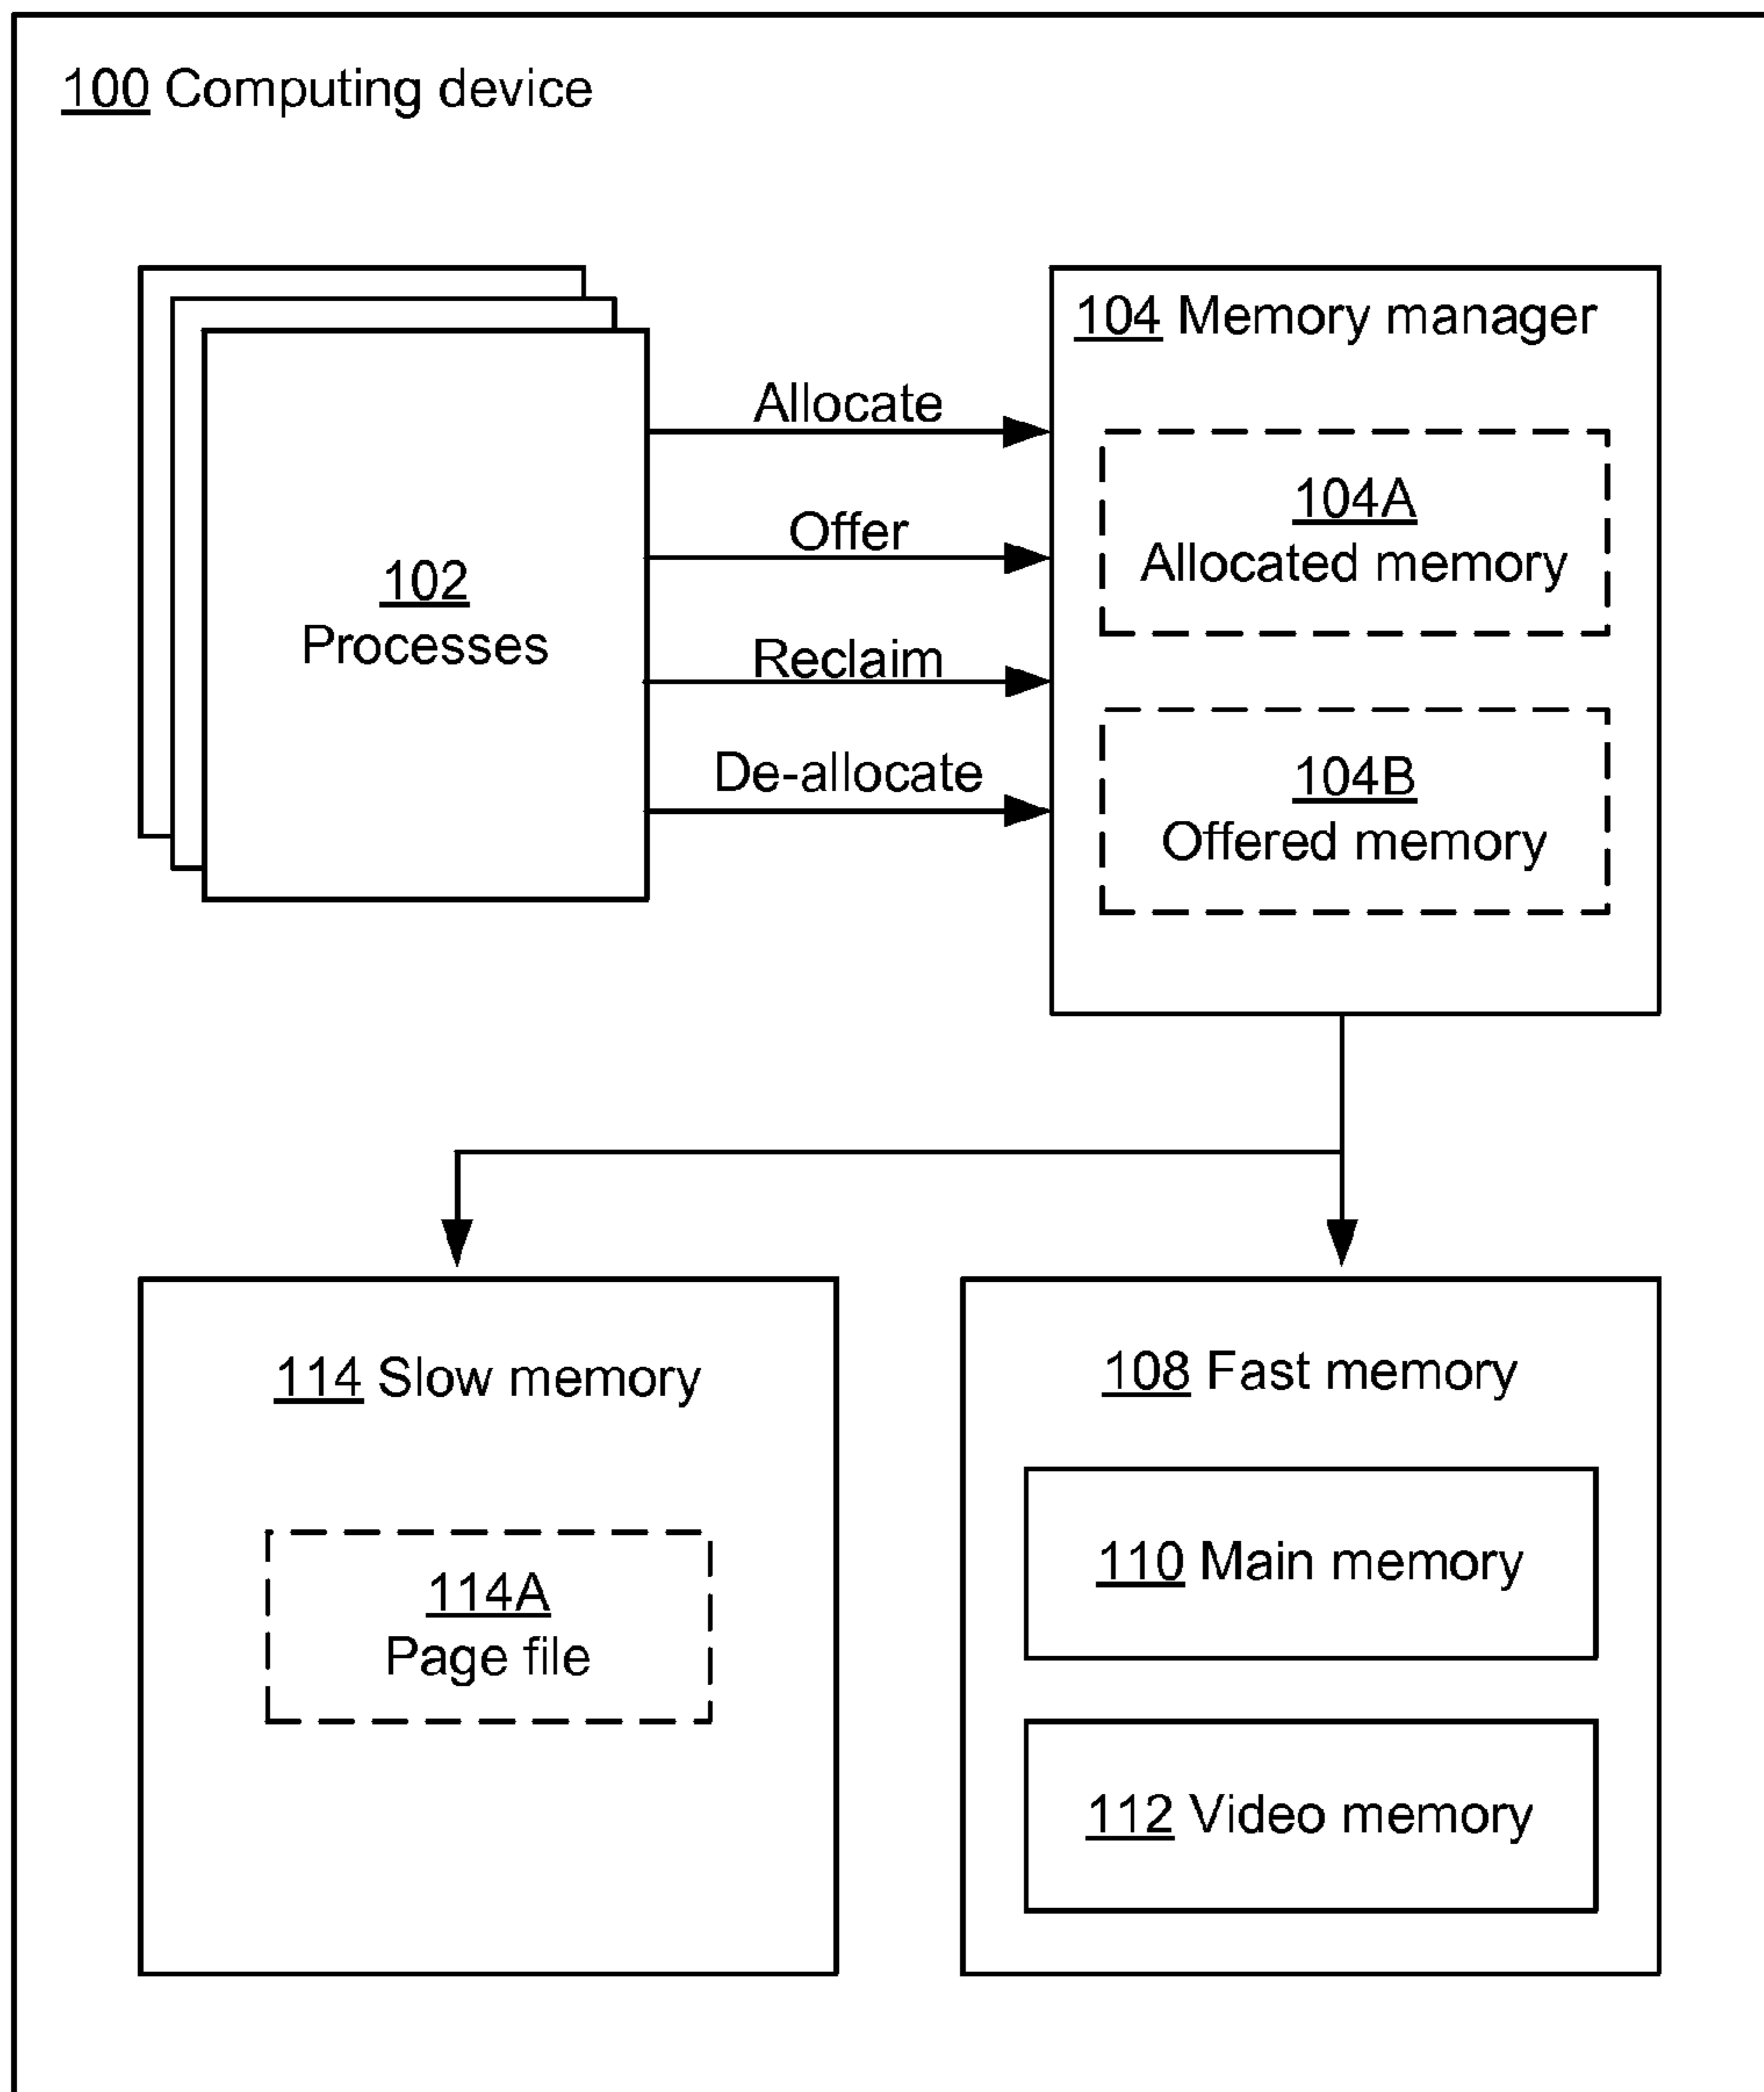 100 Computing device
102
Processes
Allocate
Offer
Reclaim
De-allocate
104 Memory manager
104A
Allocated memory
104B
Offered memory
114 Slow memory
114A
Page file
108 Fast memory
110 Main memory
112 Video memory